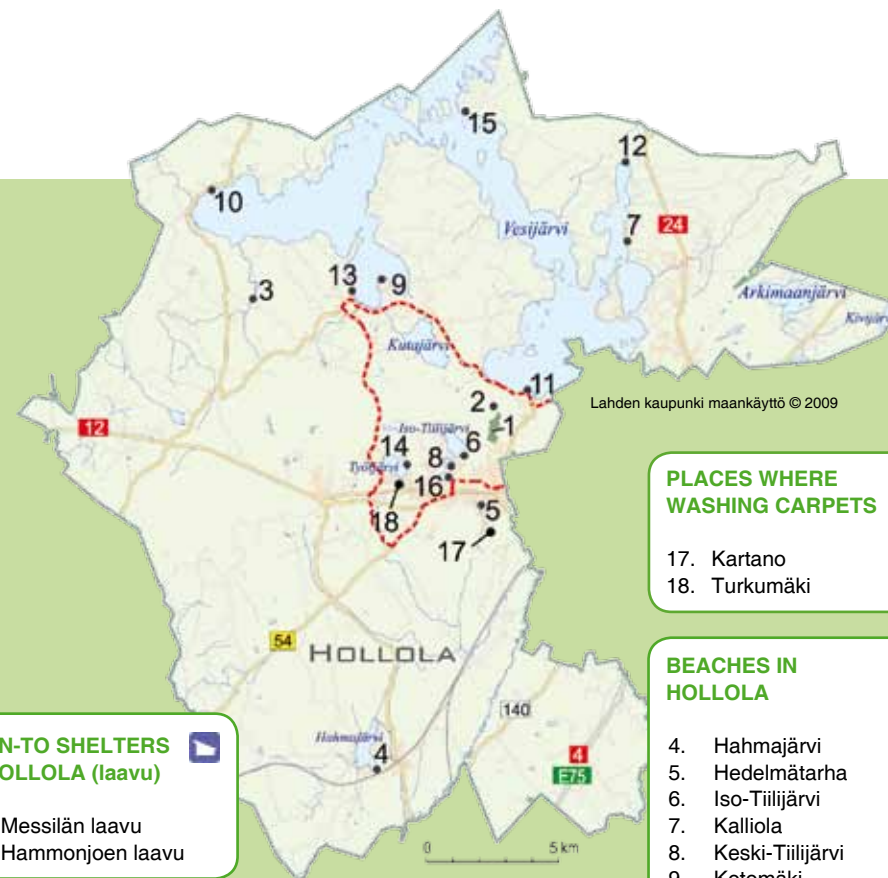 15
12
10
Vesijärvi
7
24
3
13
9
Arkimaanjärvi
Kutajärvi
11
Lahden kaupunki maankäyttö © 2009
2
1
12
Iso-Tiilijärvi
6
14
8
Työtjärvi
16
18
5
17
54
HOLLOLA
140
Hahmajärvi
4
4
E75
0 5 km
PLACES WHERE
WASHING CARPETS
17. Kartano
18. Turkumäki
BEACHES IN
HOLLOLA
4. Hahmajärvi
5. Hedelmätarha
6. Iso-Tiilijärvi
7. Kalliola
8. Keski-Tiilijärvi
N-TO SHELTERS
OLLOLA (laavu)
Messilän laavu
Hammonjoen laavu